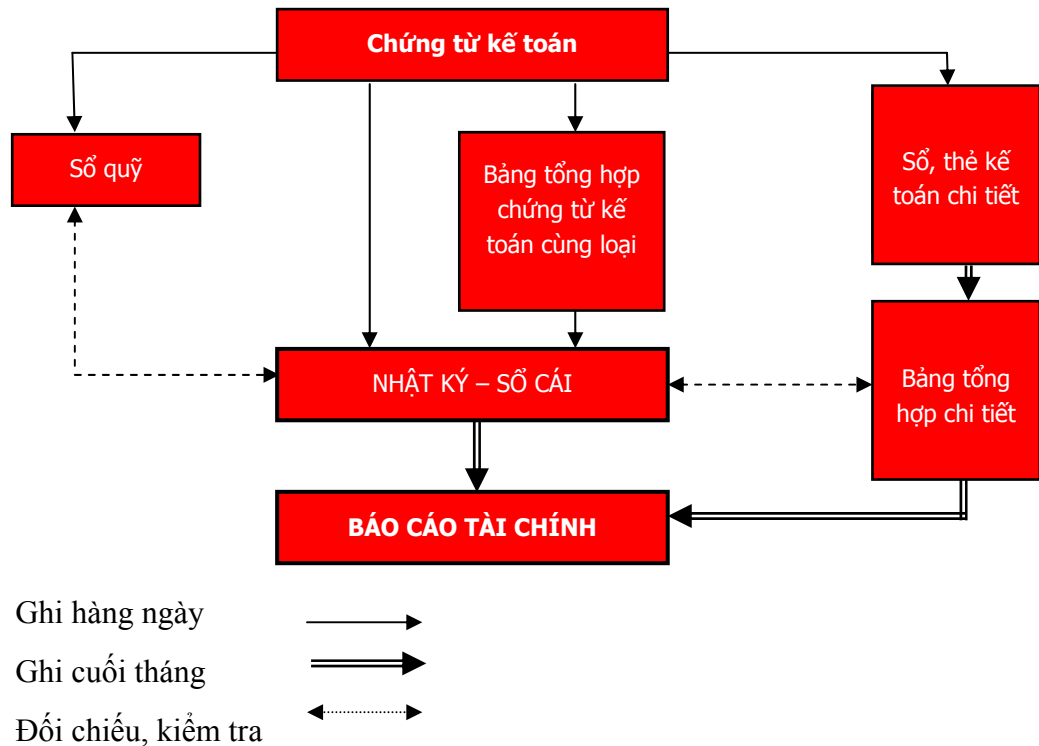 Chứng từ kế toán
Sổ quỹ
Bảng tổng hợp
chứng từ kế
toán cùng loại
Sổ, thẻ kế
toán chi tiết
NHẬT KÝ – SỔ CÁI
Bảng tổng
hợp chi tiết
BÁO CÁO TÀI CHÍNH
Ghi hàng ngày
Ghi cuối tháng
Đối chiếu, kiểm tra